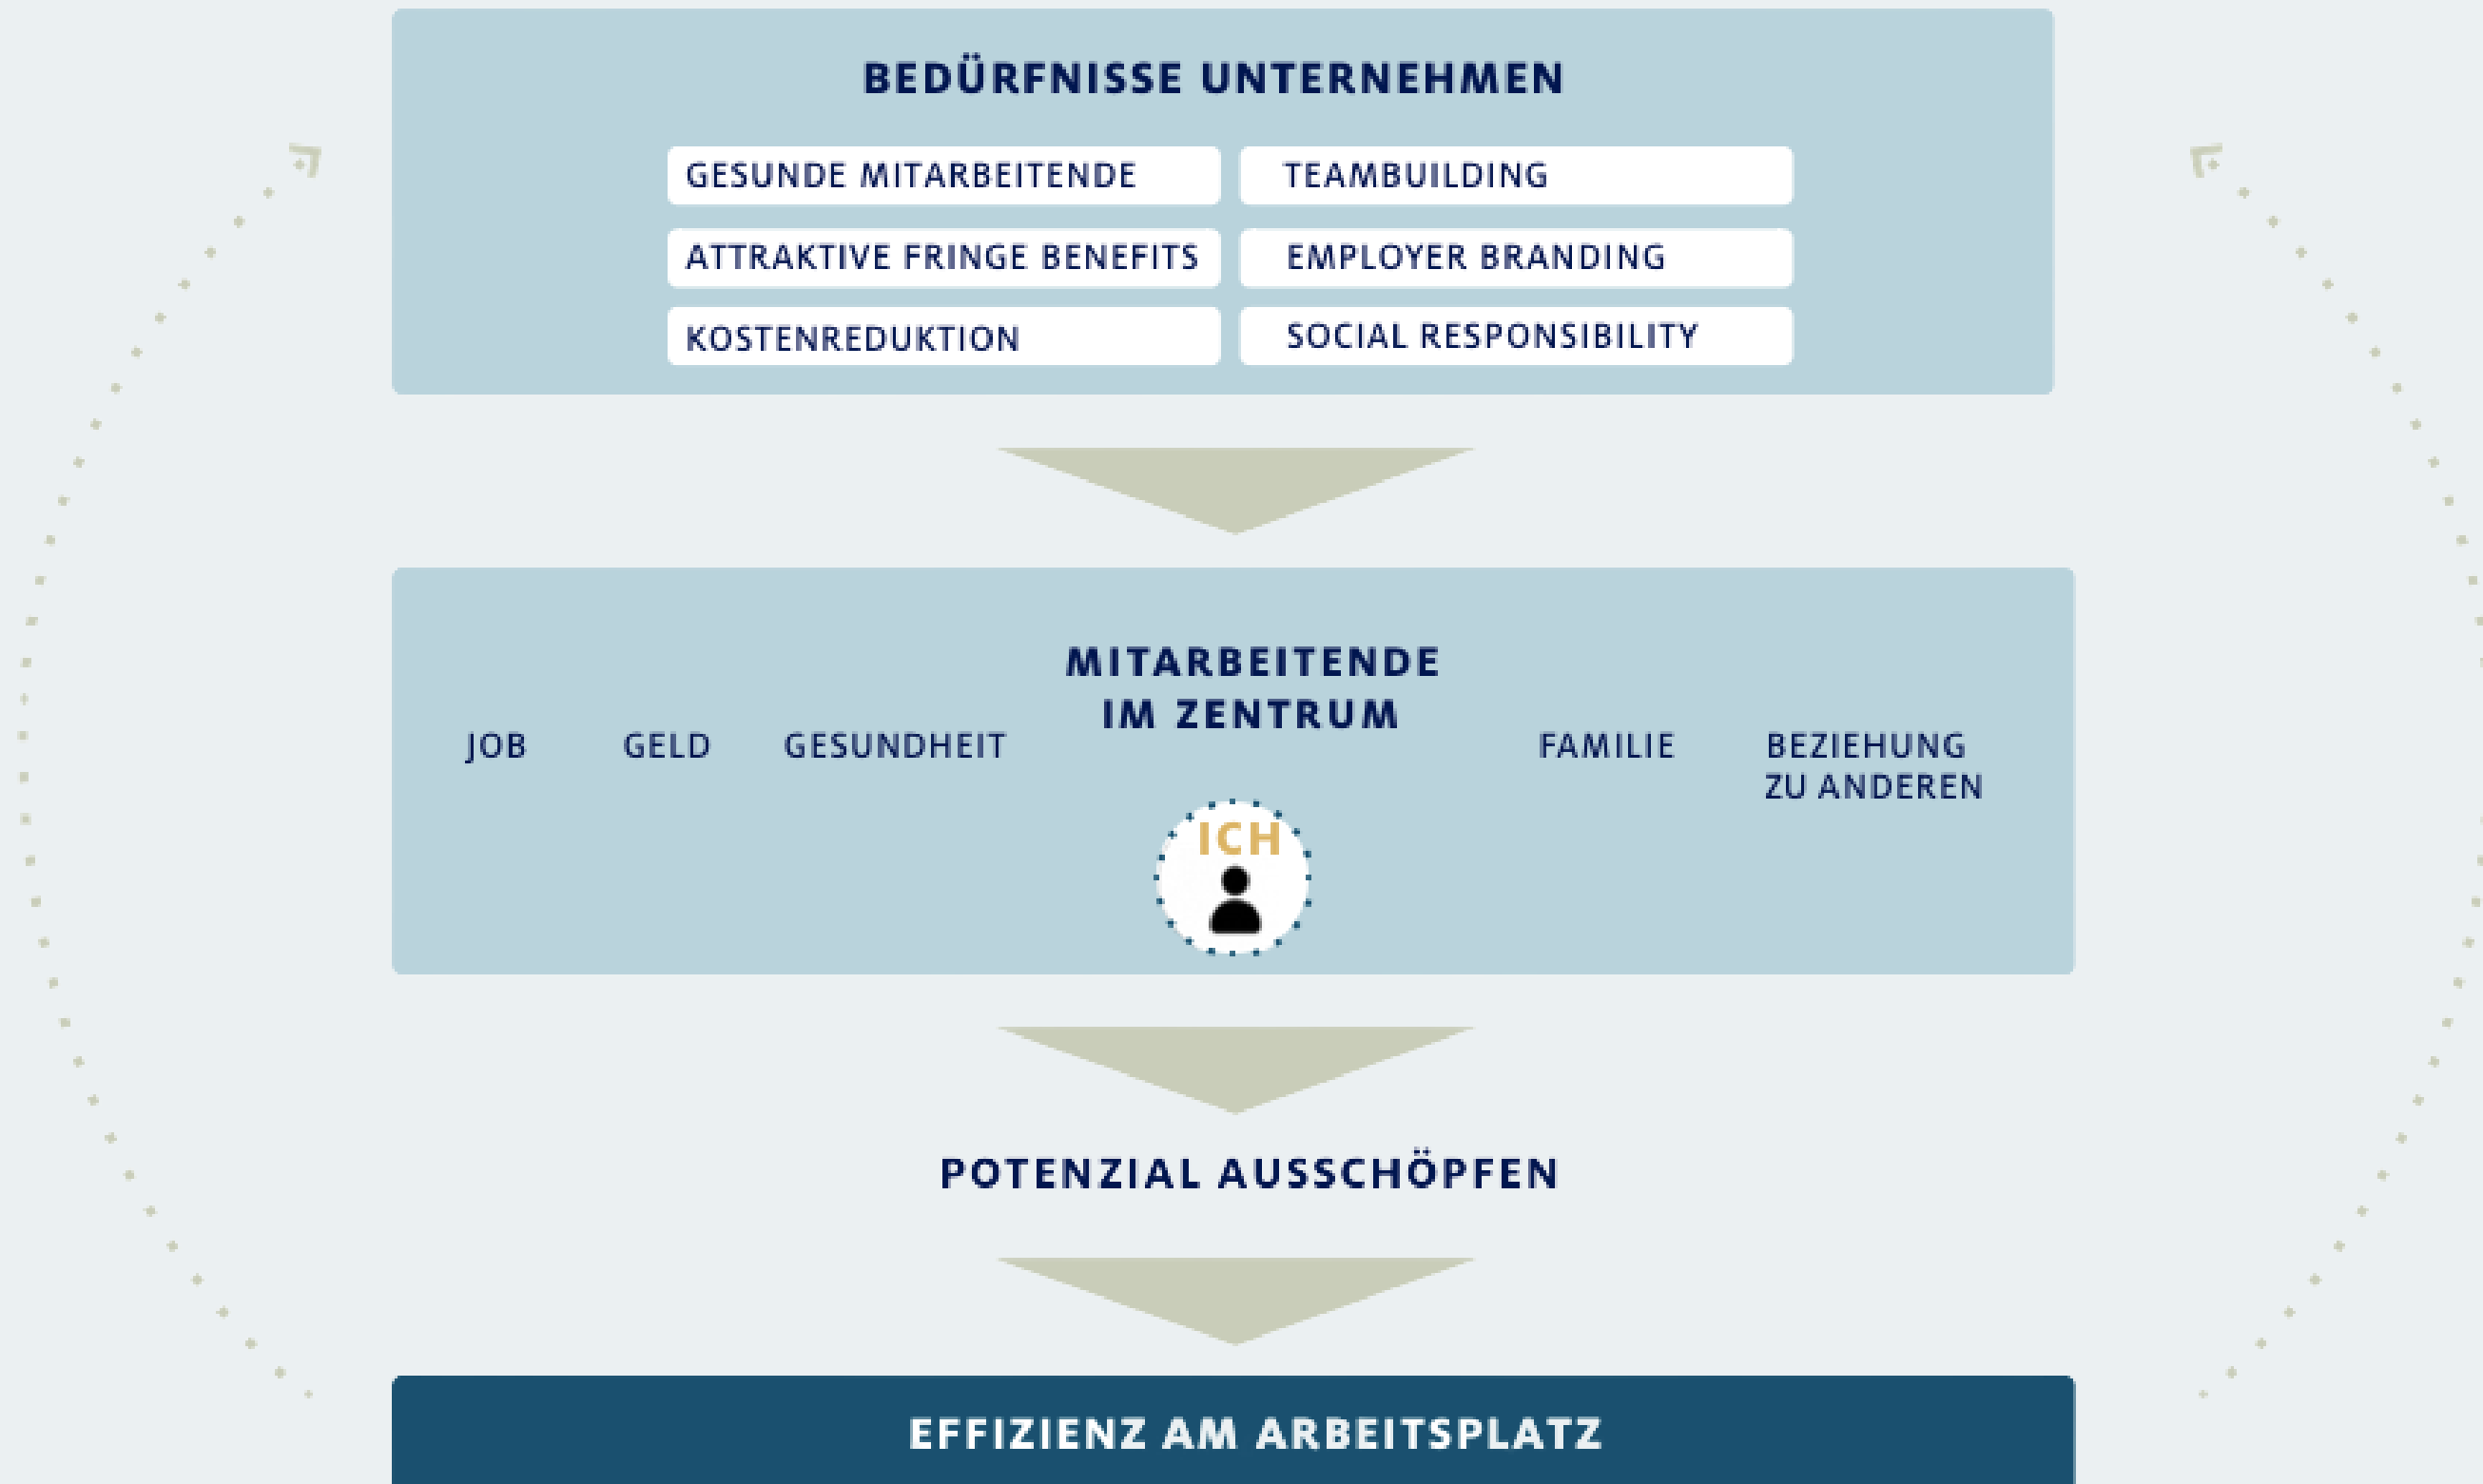 BEDÜRFNISSE UNTERNEHMEN
GESUNDE MITARBEITENDE
TEAMBUILDING
ATTRAKTIVE FRINGE BENEFITS
EMPLOYER BRANDING
KOSTENREDUKTION
SOCIAL RESPONSIBILITY
MITARBEITENDE
IM ZENTRUM
JOB
GELD
GESUNDHEIT
FAMILIE
BEZIEHUNG
ZU ANDEREN
ICH
POTENZIAL AUSSCHÖPFEN
EFFIZIENZ AM ARBEITSPLATZ